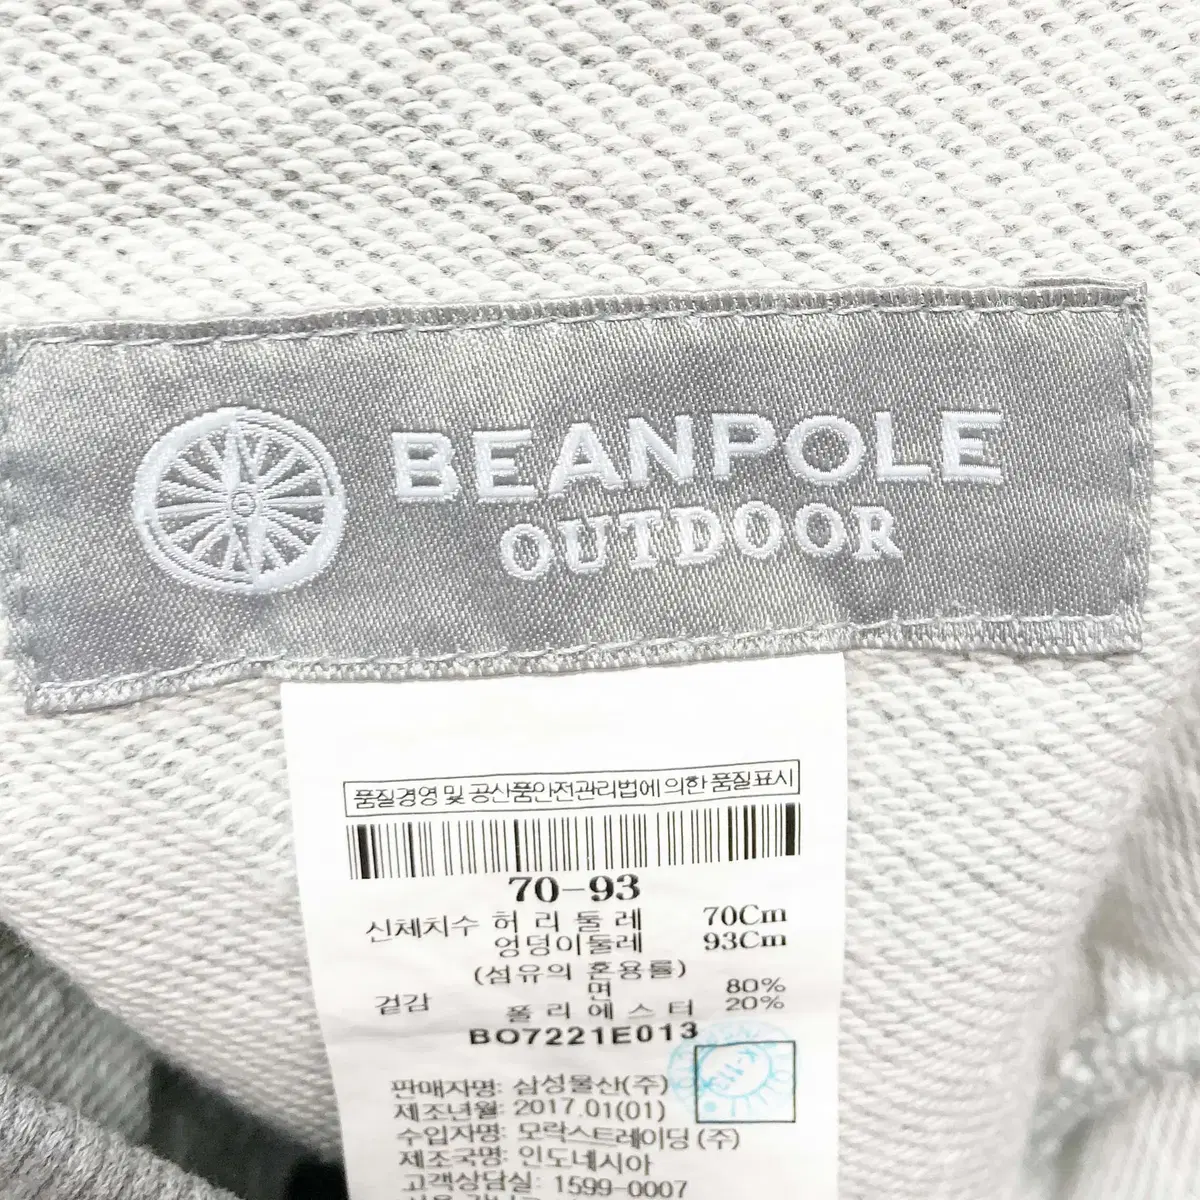 BEANPOLE
OUTDOOR
품질경영 및 공산품안전관리법에 의한 품질표시
70-93
신체치수 허리둘레 70Cm
엉덩이둘레 93Cm
(섬유의 혼용률)
겉감 면 80%
폴리에스터 20%
BO7221E013
판매자명: 삼성물산(주)
제조년월: 2017.01(01)
수입자명: 모락스트레이딩(주)
제조국명: 인도네시아
고객상담실: 1599-0007